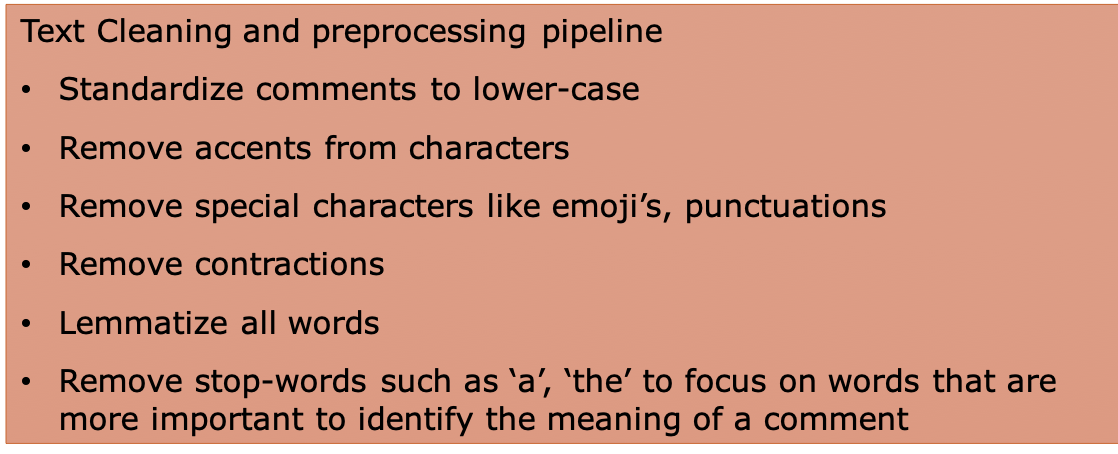 Text Cleaning and preprocessing pipeline
• Standardize comments to lower-case
• Remove accents from characters
• Remove special characters like emoji’s, punctuations
• Remove contractions
• Lemmatize all words
• Remove stop-words such as ‘a’, ‘the’ to focus on words that are
more important to identify the meaning of a comment